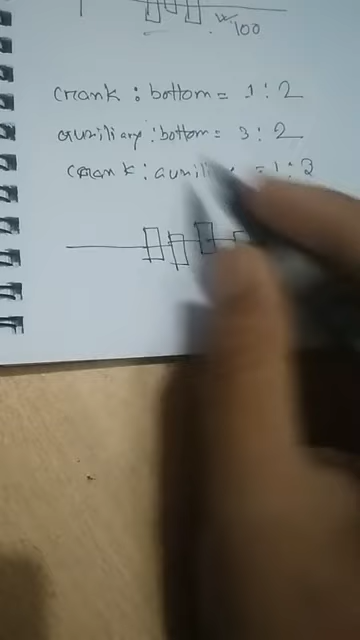 100
crank : bottom = 1 : 2
auxiliary : bottom = 3 : 2
crank : auxili = 1 : 3